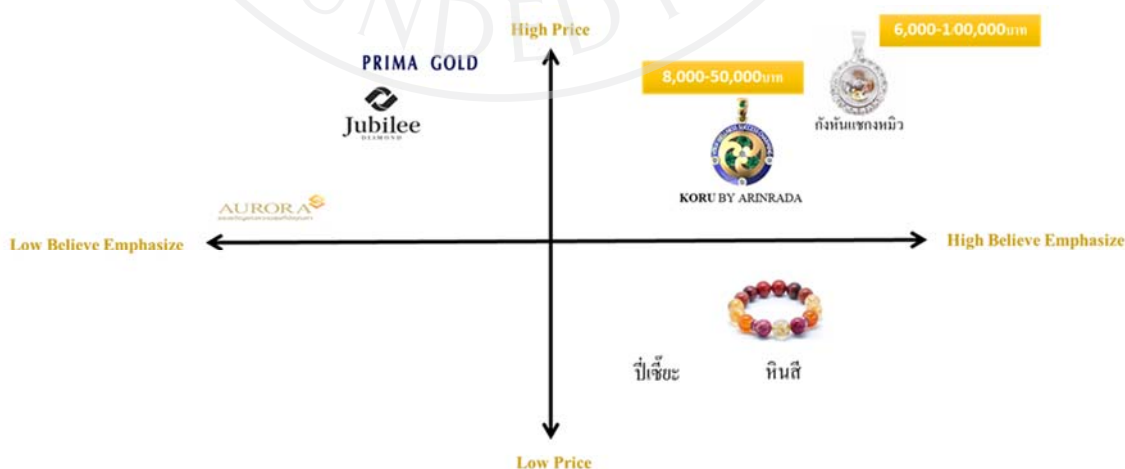 High Price
6,000-1,00,000บาท
PRIMA GOLD
8,000-50,000บาท
Jubilee
DIAMOND
กังหันแชกงหมิว
KORU BY ARINRADA
AURORA
Low Believe Emphasize
High Believe Emphasize
ปี่เซี๊ยะ
หินสี
Low Price